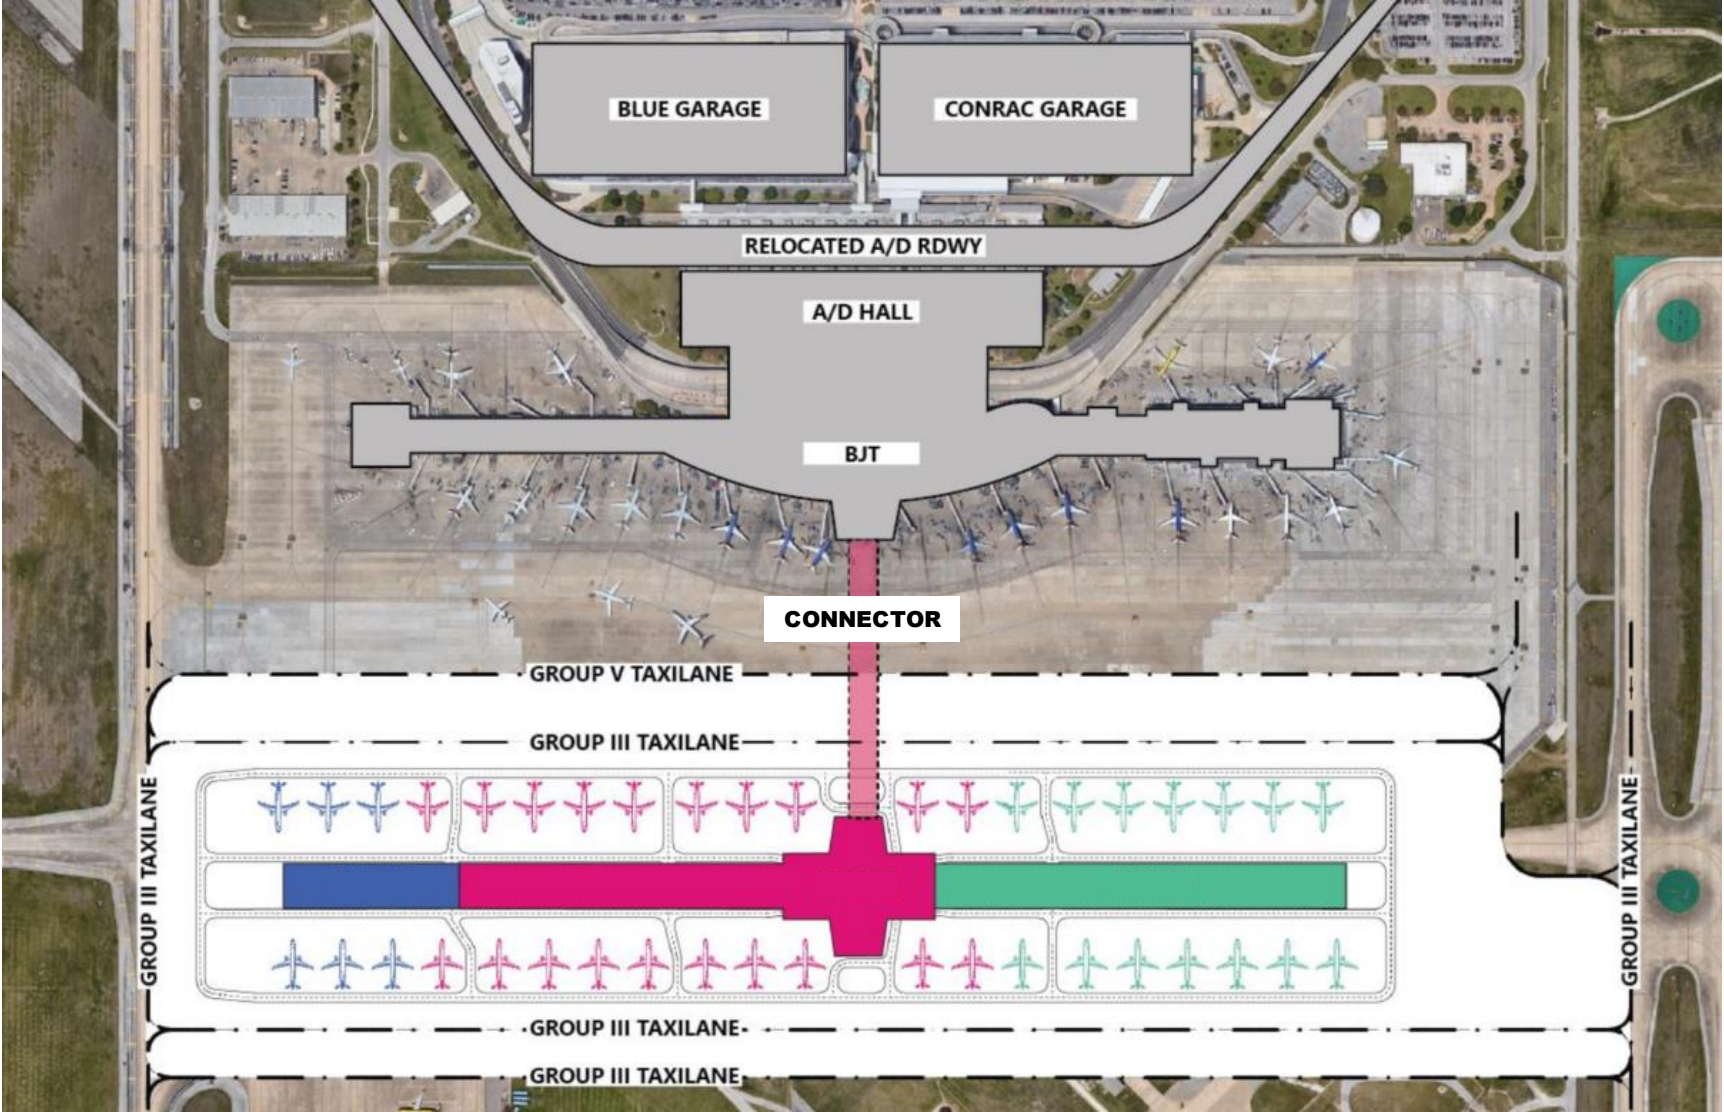 BLUE GARAGE
CONRAC GARAGE
RELOCATED A/D RDWY
A/D HALL
BJT
CONNECTOR
GROUP V TAXILANE
GROUP III TAXILANE
GROUP III TAXILANE
GROUP III TAXILANE
GROUP III TAXILANE
GROUP III TAXILANE